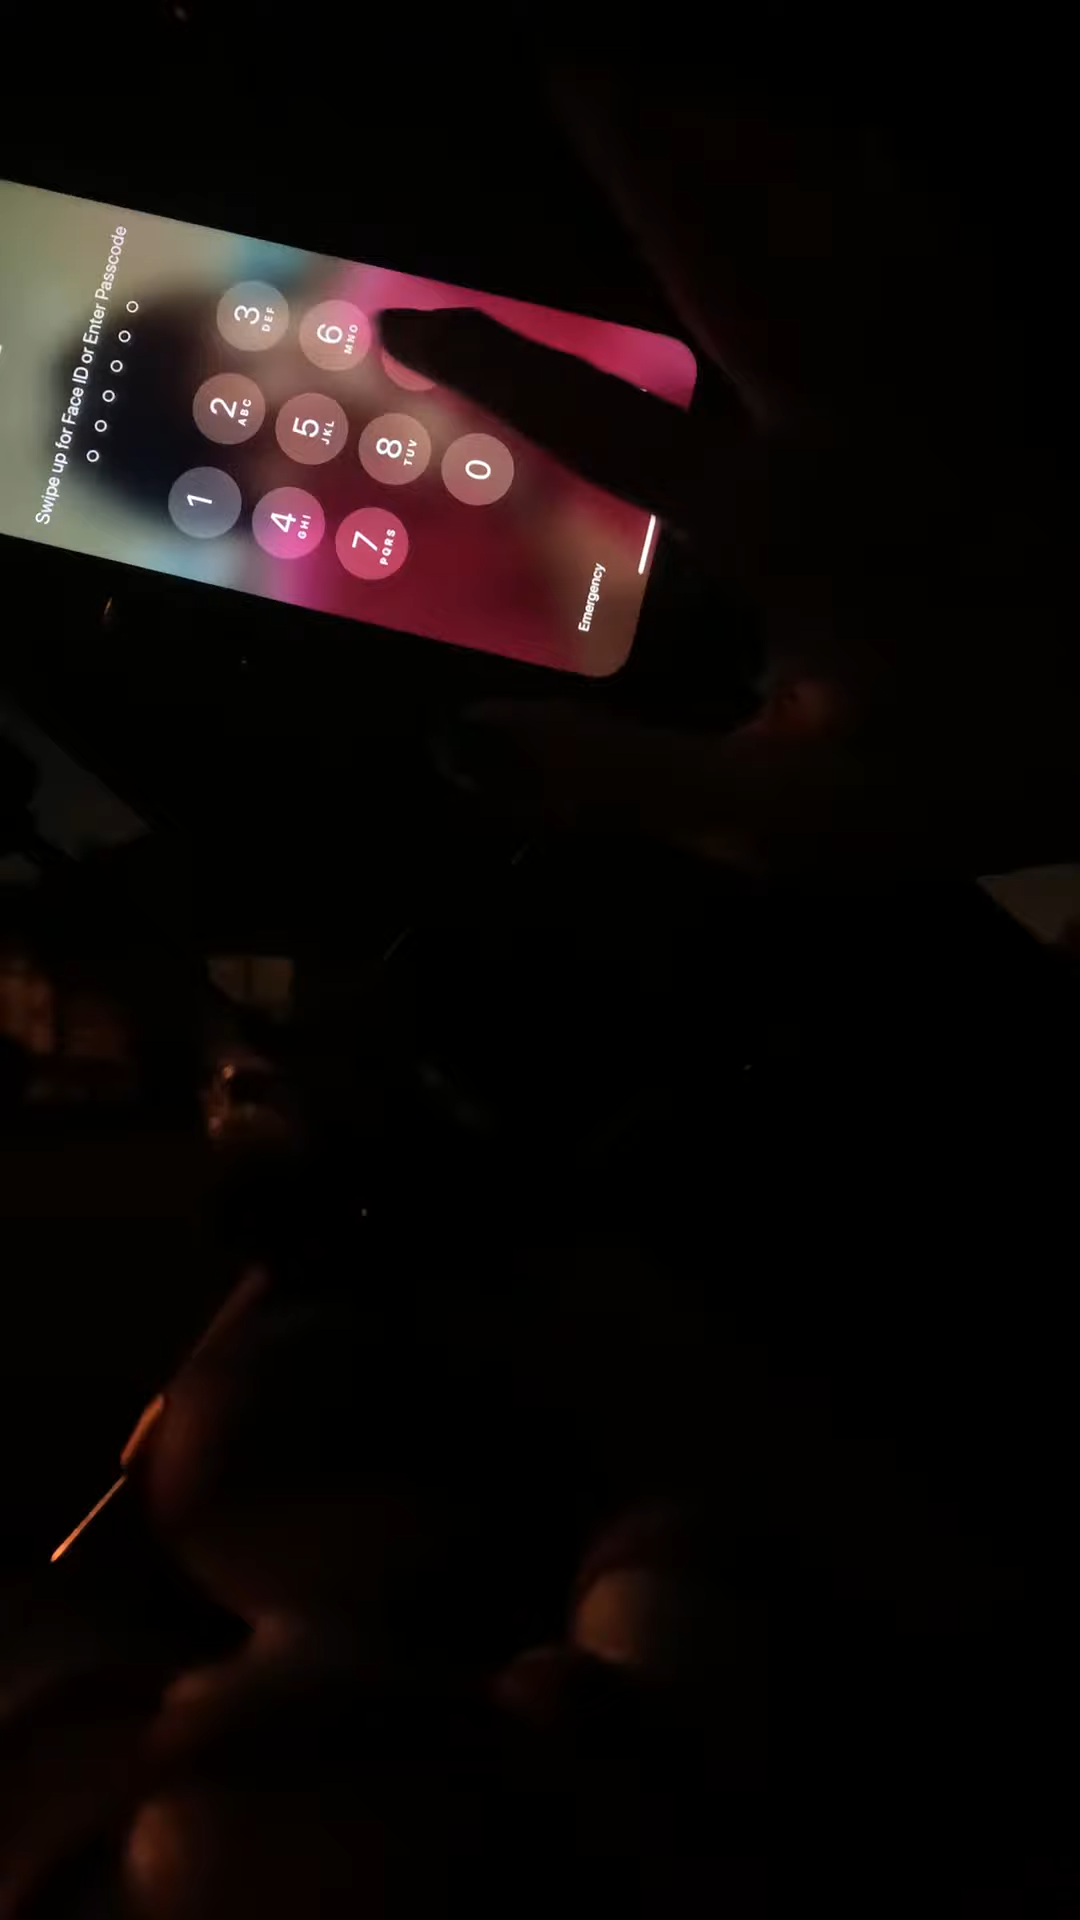 Swipe up for Face ID or Enter Passcode
1
2 ABC
3 DEF
4 GHI
5 JKL
6 MNO
7 PQRS
8 TUV
0
Emergency